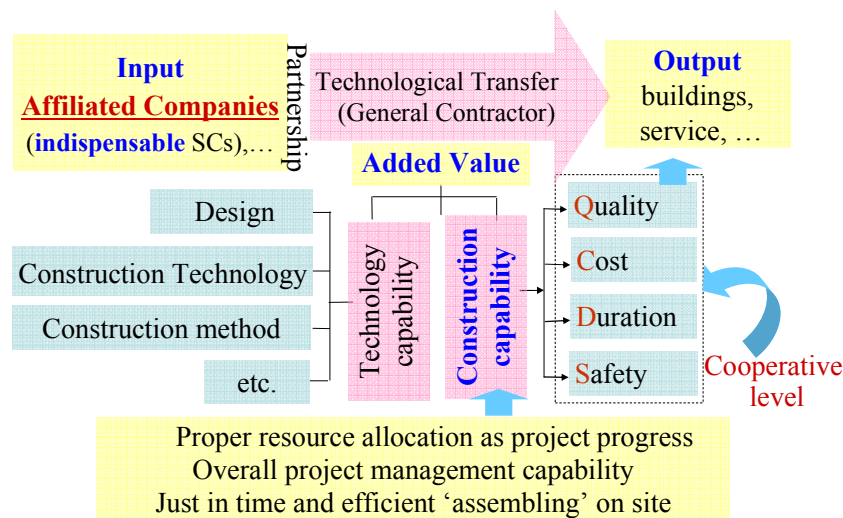 Input
Affiliated Companies
(indispensable SCs),…
Partnership
Technological Transfer
(General Contractor)
Output
buildings,
service, …
Added Value
Design
Construction Technology
Construction method
etc.
Technology
capability
Construction
capability
Quality
Cost
Duration
Safety
Cooperative
level
Proper resource allocation as project progress
Overall project management capability
Just in time and efficient ‘assembling’ on site